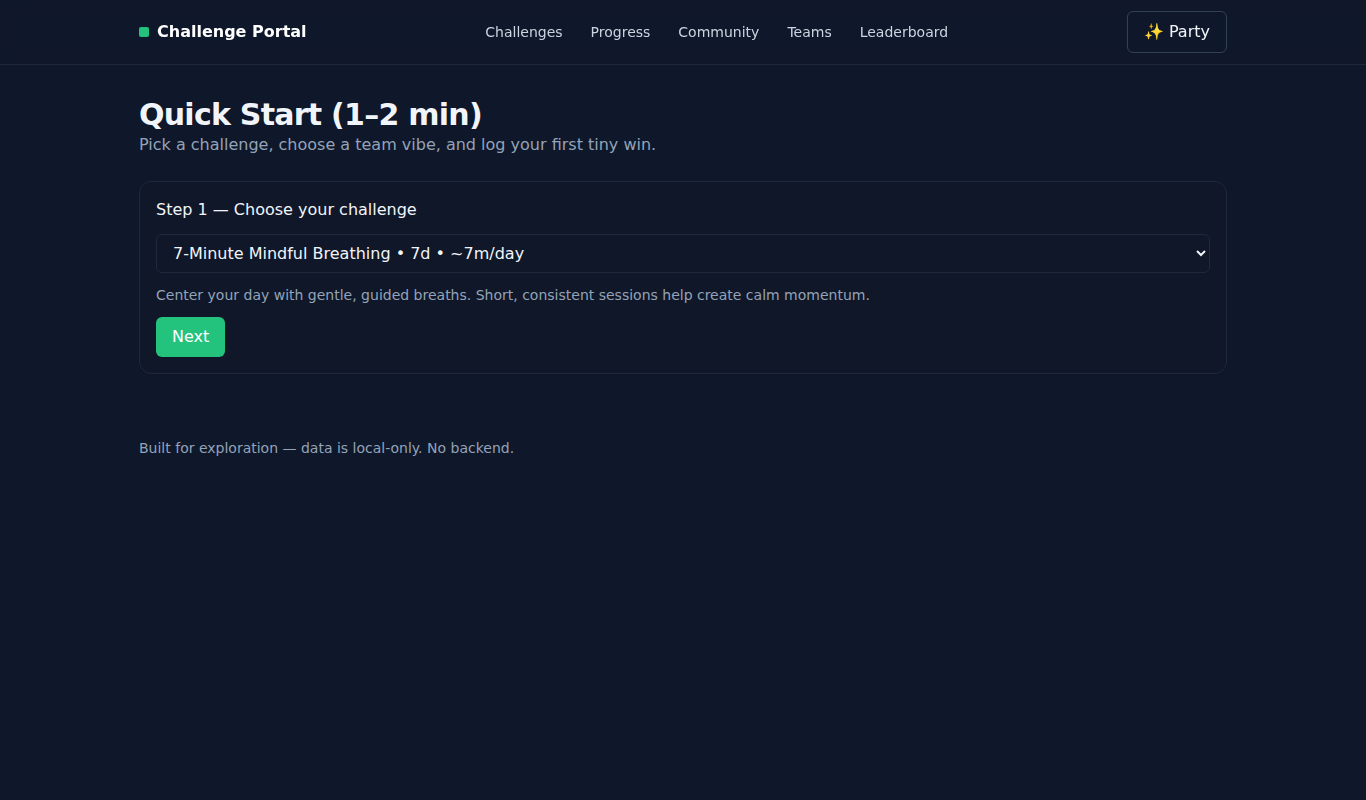 Challenge Portal
Challenges
Progress
Community
Teams
Leaderboard
✨ Party
Quick Start (1–2 min)
Pick a challenge, choose a team vibe, and log your first tiny win.
Step 1 — Choose your challenge
7-Minute Mindful Breathing • 7d • ~7m/day
Center your day with gentle, guided breaths. Short, consistent sessions help create calm momentum.
Next
Built for exploration — data is local-only. No backend.